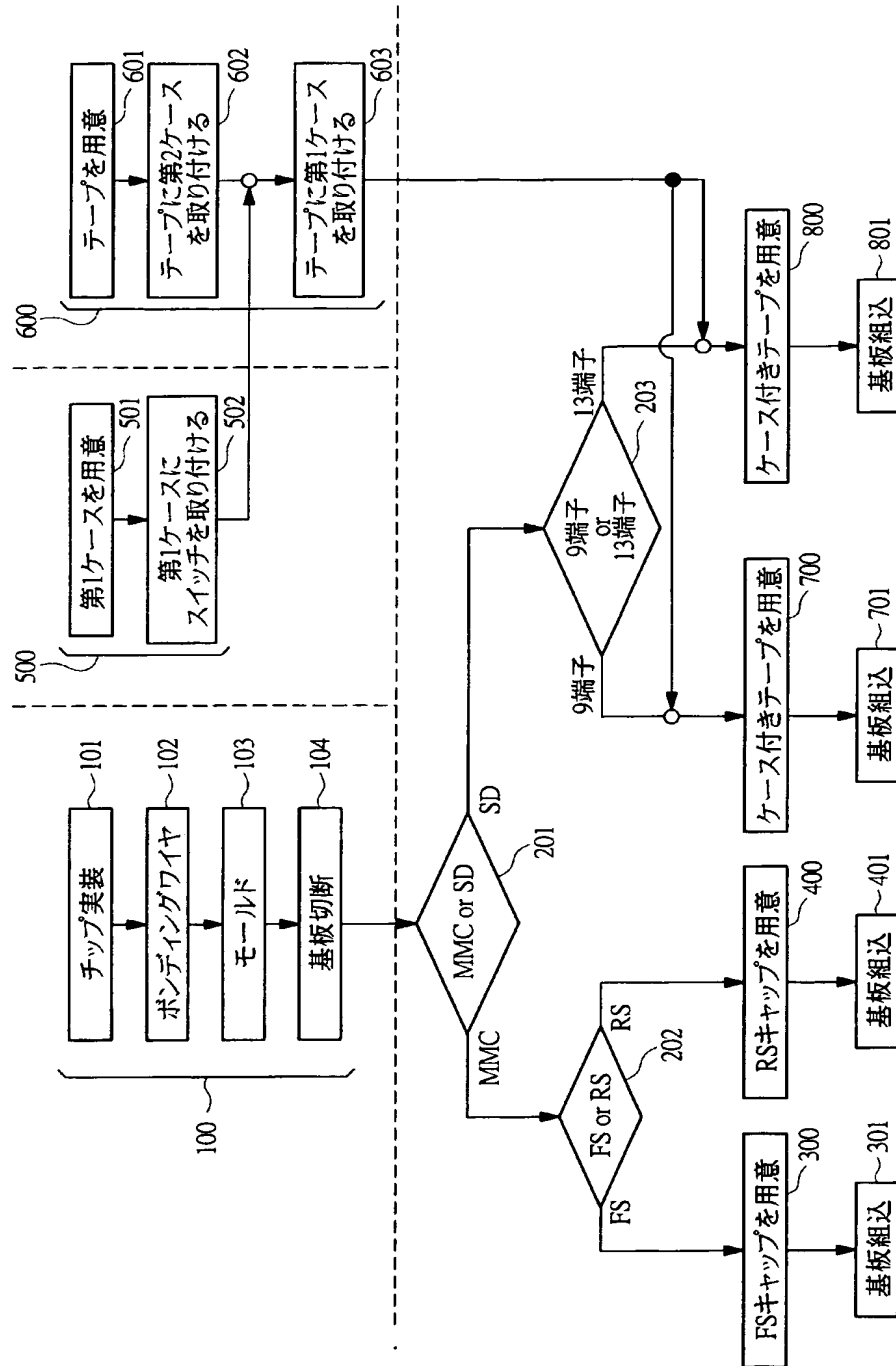 100
チップ実装
101
ボンディングワイヤ
102
モールド
103
基板切断
104
500
第1ケースを用意
501
第1ケースに
スイッチを取り付ける
502
600
テープを用意
601
テープに第2ケース
を取り付ける
602
テープに第1ケース
を取り付ける
603
MMC or SD
201
MMC
SD
FS or RS
202
FS
RS
9端子
or
13端子
203
9端子
13端子
FSキャップを用意
300
基板組込
301
RSキャップを用意
400
基板組込
401
ケース付きテープを用意
700
基板組込
701
ケース付きテープを用意
800
基板組込
801